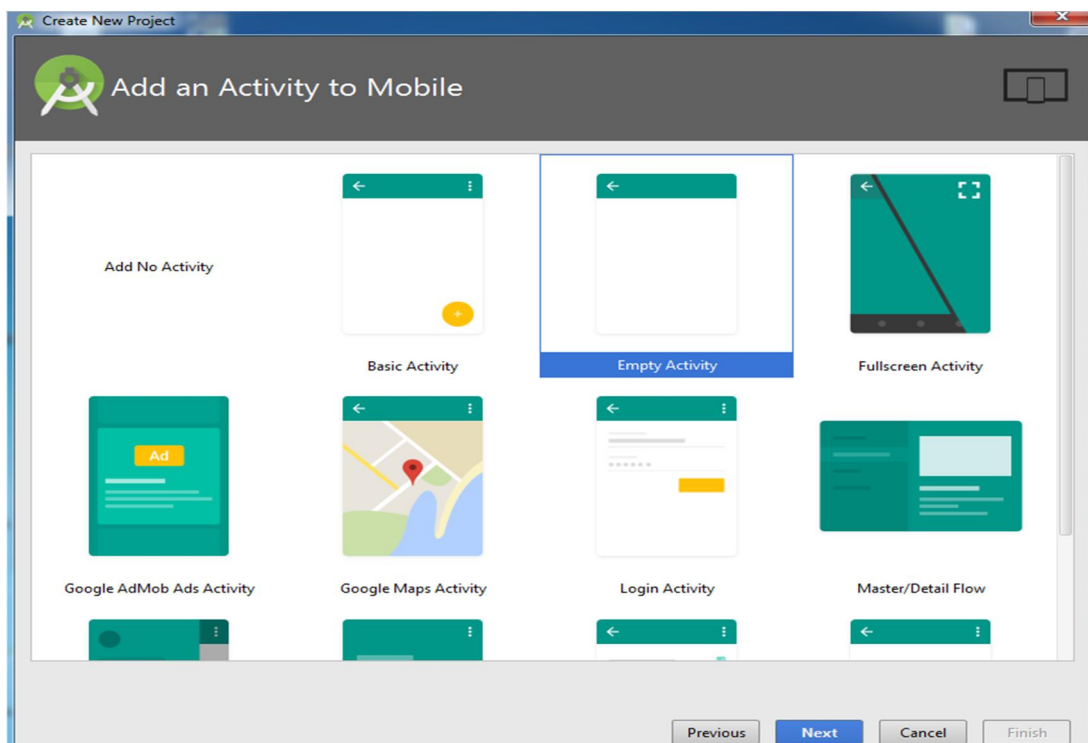 Create New Project
Add an Activity to Mobile
Add No Activity
Basic Activity
Empty Activity
Fullscreen Activity
Ad
Google AdMob Ads Activity
Google Maps Activity
Login Activity
Master/Detail Flow
Previous
Next
Cancel
Finish